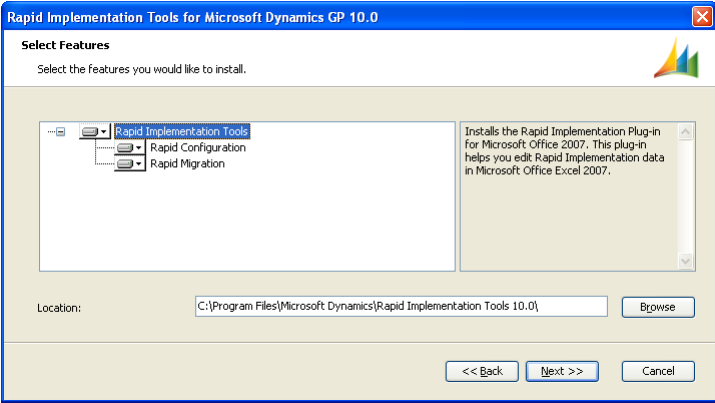 Rapid Implementation Tools for Microsoft Dynamics GP 10.0
Select Features
Select the features you would like to install.
Rapid Implementation Tools
Rapid Configuration
Rapid Migration
Installs the Rapid Implementation Plug-in
for Microsoft Office 2007. This plug-in
helps you edit Rapid Implementation data
in Microsoft Office Excel 2007.
Location:
C:\Program Files\Microsoft Dynamics\Rapid Implementation Tools 10.0\
Browse
<< Back
Next >>
Cancel